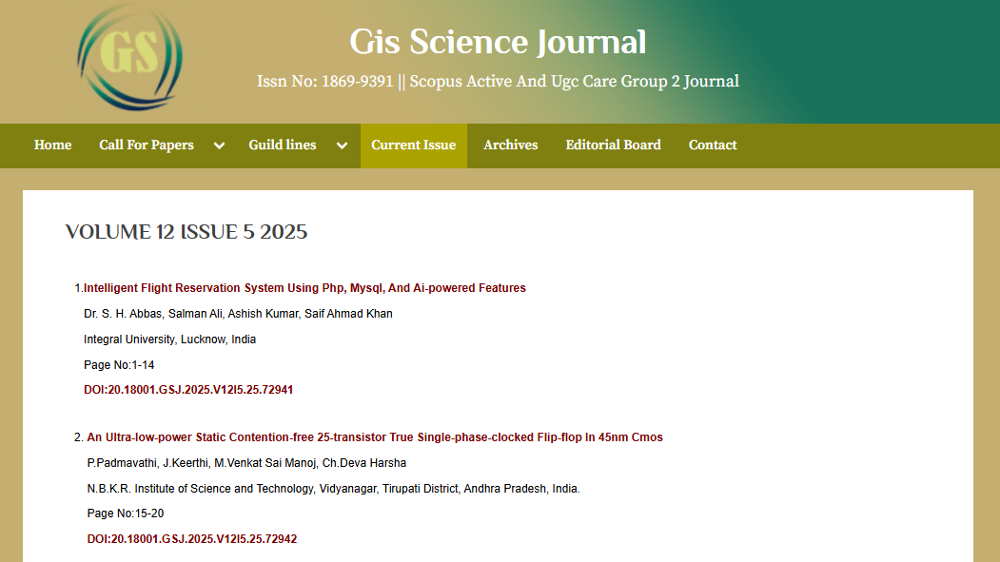 GS
Gis Science Journal
Issn No: 1869-9391 || Scopus Active And Ugc Care Group 2 Journal
Home Call For Papers Guild lines Current Issue Archives Editorial Board Contact
VOLUME 12 ISSUE 5 2025
1.Intelligent Flight Reservation System Using Php, Mysql, And Ai-powered Features
Dr. S. H. Abbas, Salman Ali, Ashish Kumar, Saif Ahmad Khan
Integral University, Lucknow, India
Page No:1-14
DOI:20.18001.GSJ.2025.V12I5.25.72941
2. An Ultra-low-power Static Contention-free 25-transistor True Single-phase-clocked Flip-flop In 45nm Cmos
P.Padmavathi, J.Keerthi, M.Venkat Sai Manoj, Ch.Deva Harsha
N.B.K.R. Institute of Science and Technology, Vidyanagar, Tirupati District, Andhra Pradesh, India.
Page No:15-20
DOI:20.18001.GSJ.2025.V12I5.25.72942